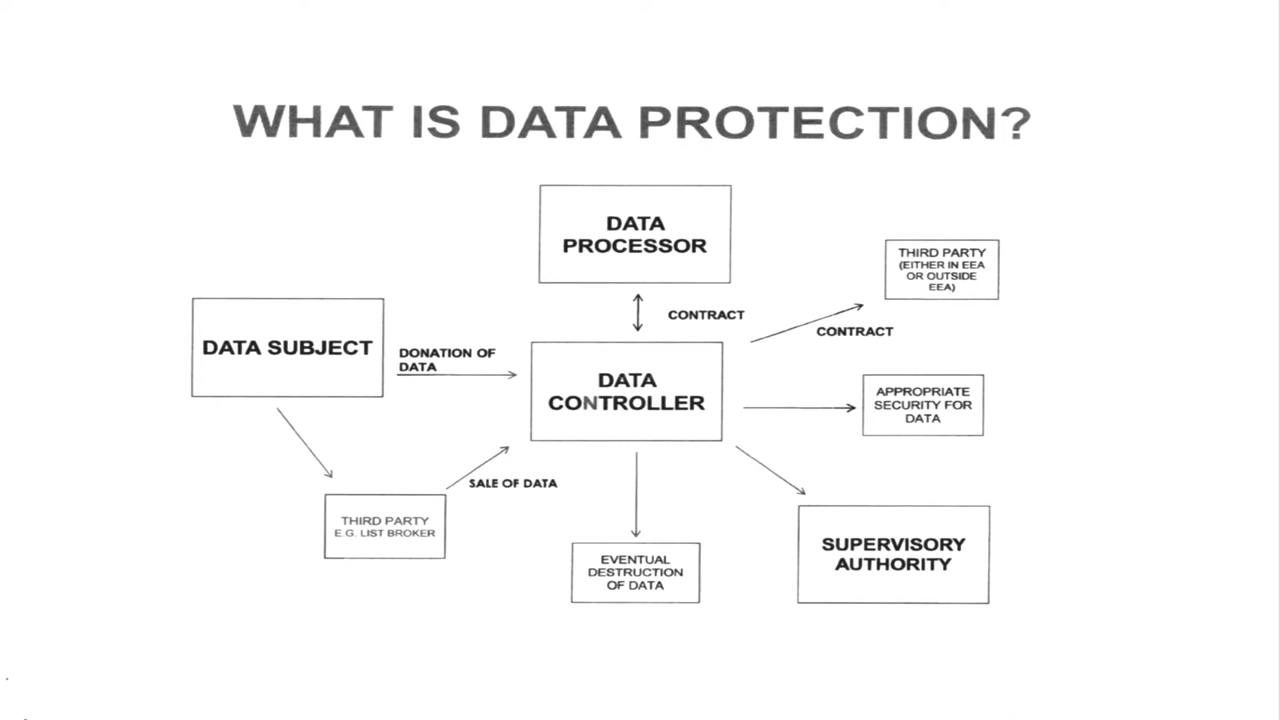 WHAT IS DATA PROTECTION?
DATA
PROCESSOR
THIRD PARTY
(EITHER IN EEA
OR OUTSIDE
EEA)
CONTRACT
CONTRACT
DATA SUBJECT
DONATION OF
DATA
DATA
CONTROLLER
APPROPRIATE
SECURITY FOR
DATA
SALE OF DATA
THIRD PARTY
E.G. LIST BROKER
EVENTUAL
DESTRUCTION
OF DATA
SUPERVISORY
AUTHORITY